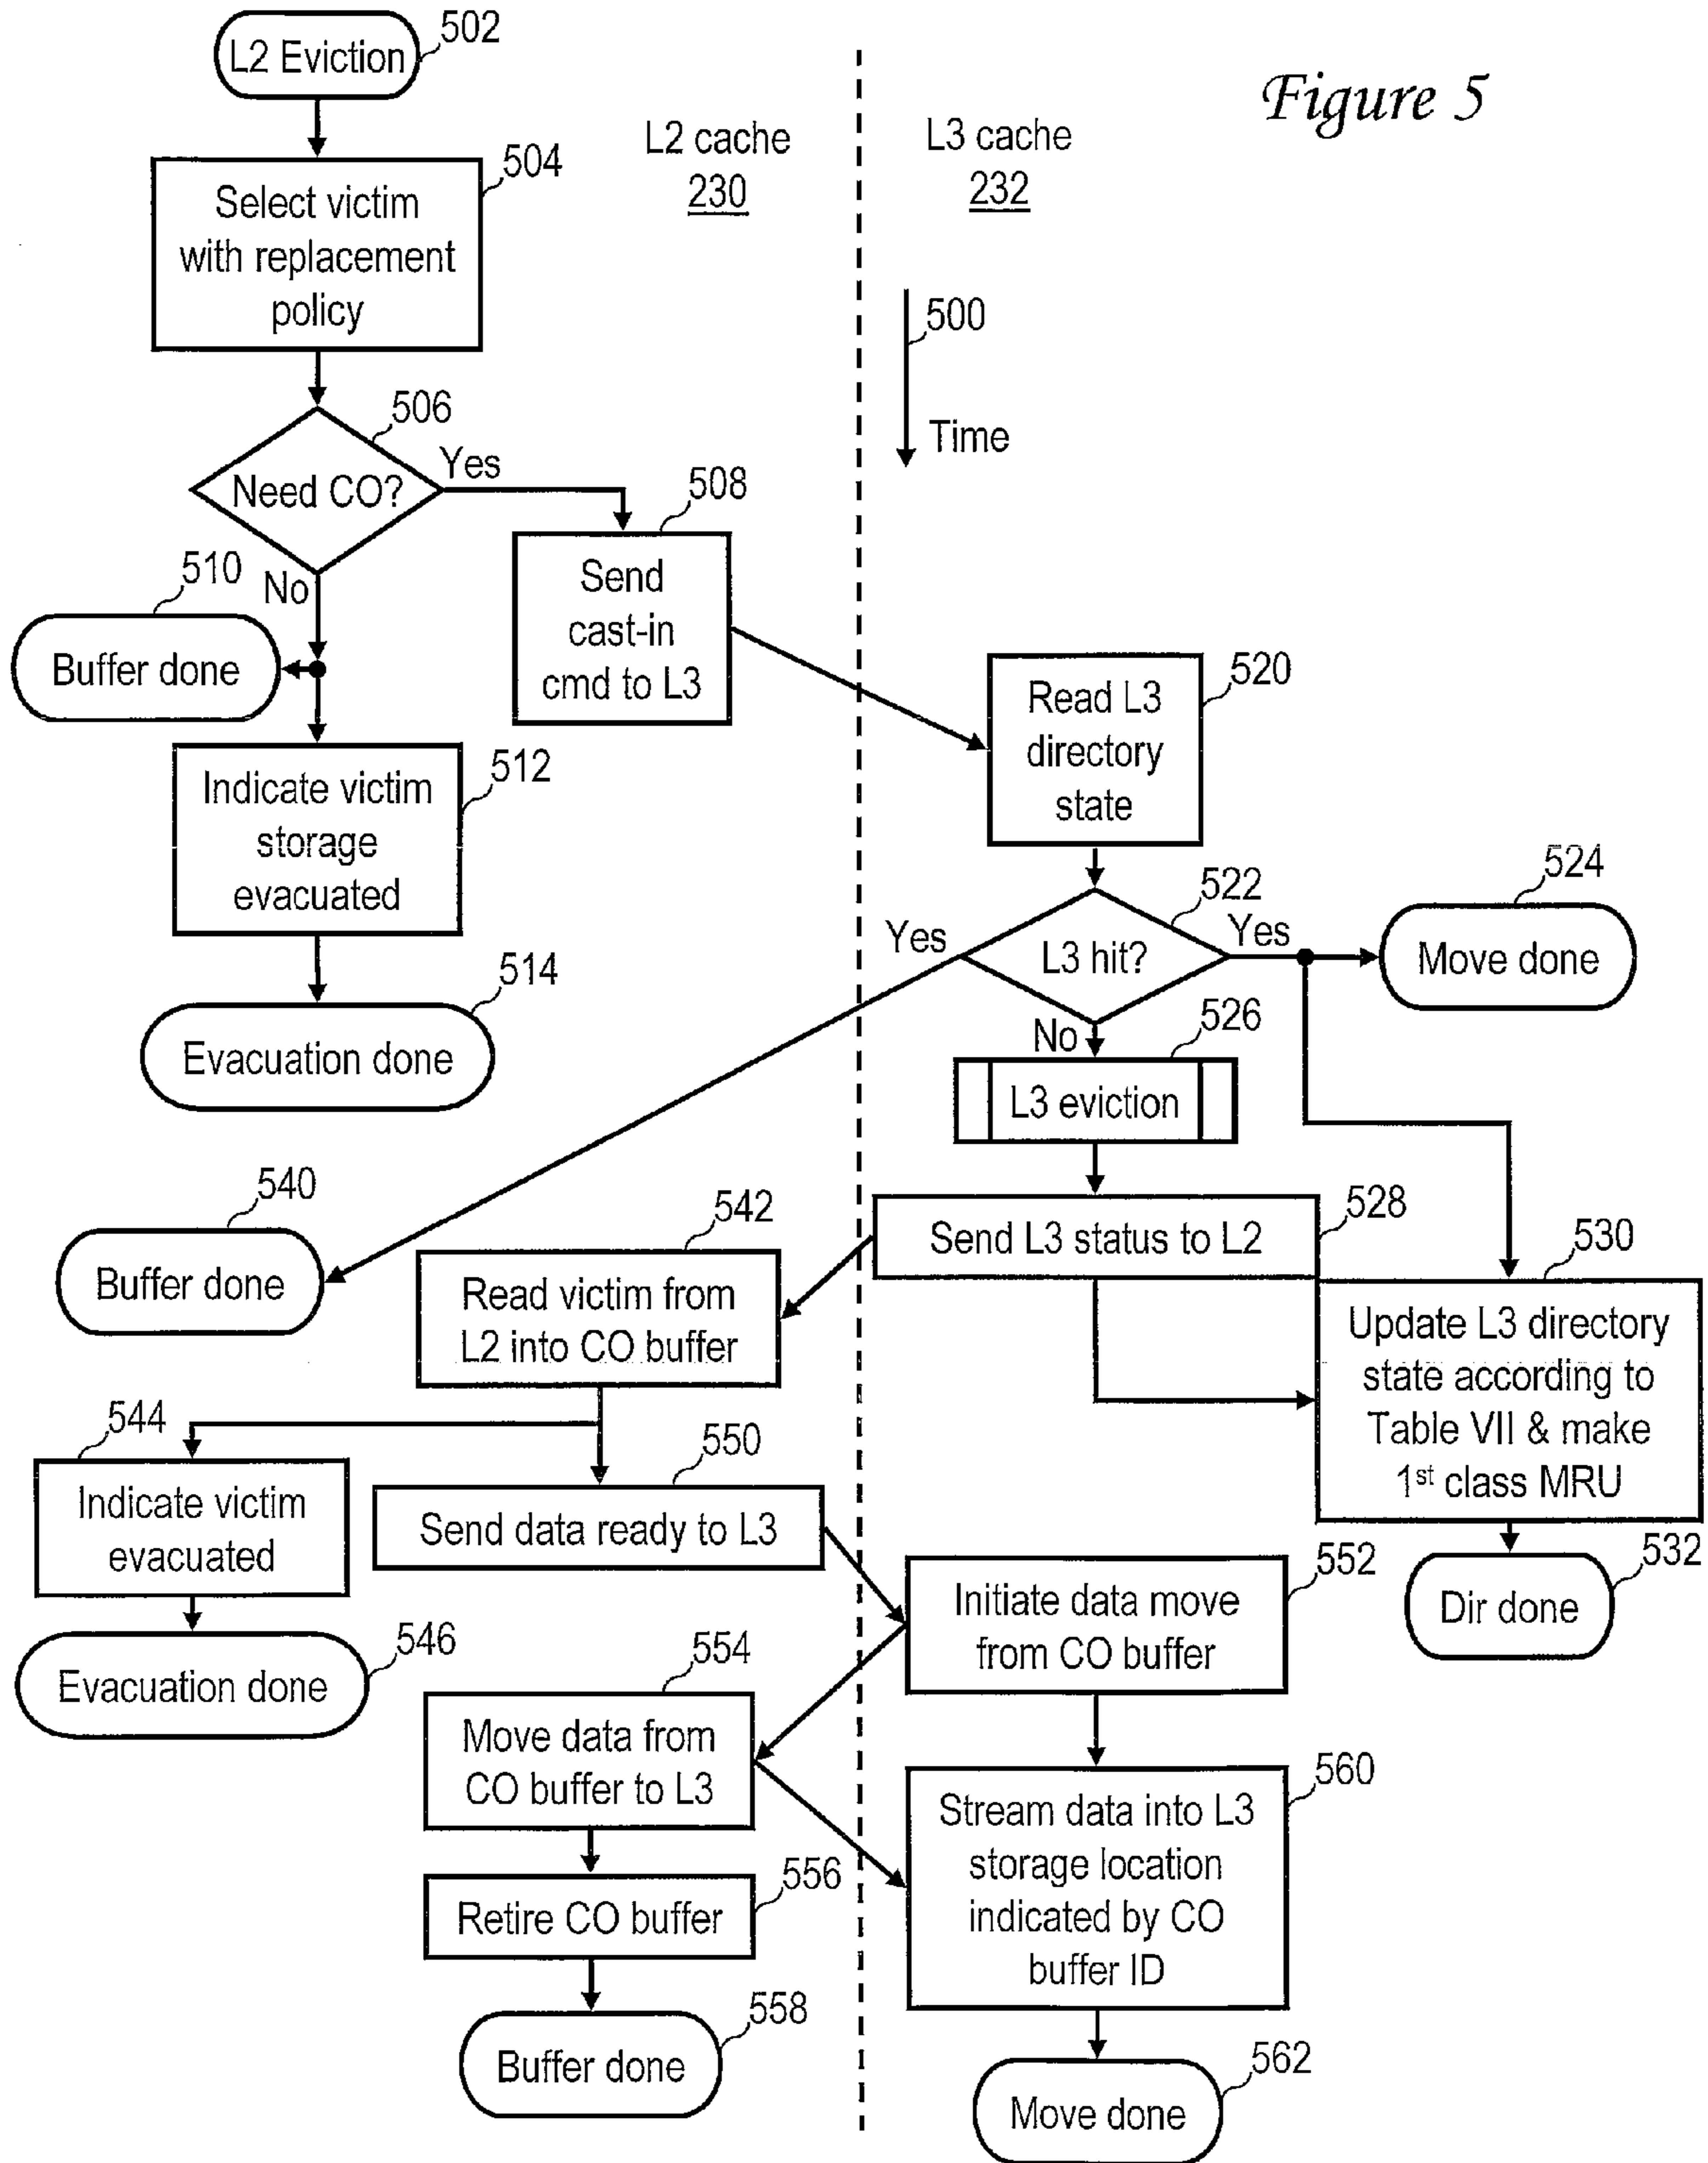 Figure 5
L2 cache
230
L3 cache
232
500
Time
L2 Eviction
502
504
Select victim
with replacement
policy
506
Need CO?
Yes
No
508
Send
cast-in
cmd to L3
510
Buffer done
512
Indicate victim
storage
evacuated
514
Evacuation done
520
Read L3
directory
state
522
L3 hit?
Yes
Yes
No
524
Move done
526
L3 eviction
528
Send L3 status to L2
530
Update L3 directory
state according to
Table VII & make
1st class MRU
532
Dir done
540
Buffer done
542
Read victim from
L2 into CO buffer
544
Indicate victim
evacuated
546
Evacuation done
550
Send data ready to L3
552
Initiate data move
from CO buffer
554
Move data from
CO buffer to L3
556
Retire CO buffer
558
Buffer done
560
Stream data into L3
storage location
indicated by CO
buffer ID
562
Move done